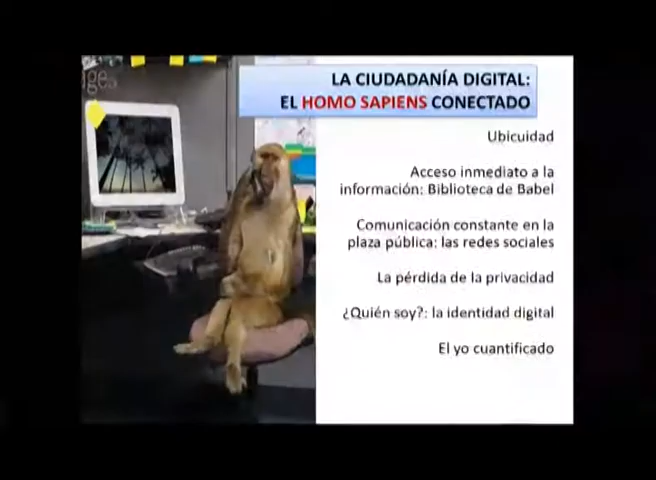 LA CIUDADANÍA DIGITAL:
EL HOMO SAPIENS CONECTADO
Ubicuidad
Acceso inmediato a la
información: Biblioteca de Babel
Comunicación constante en la
plaza pública: las redes sociales
La pérdida de la privacidad
¿Quién soy?: la identidad digital
El yo cuantificado